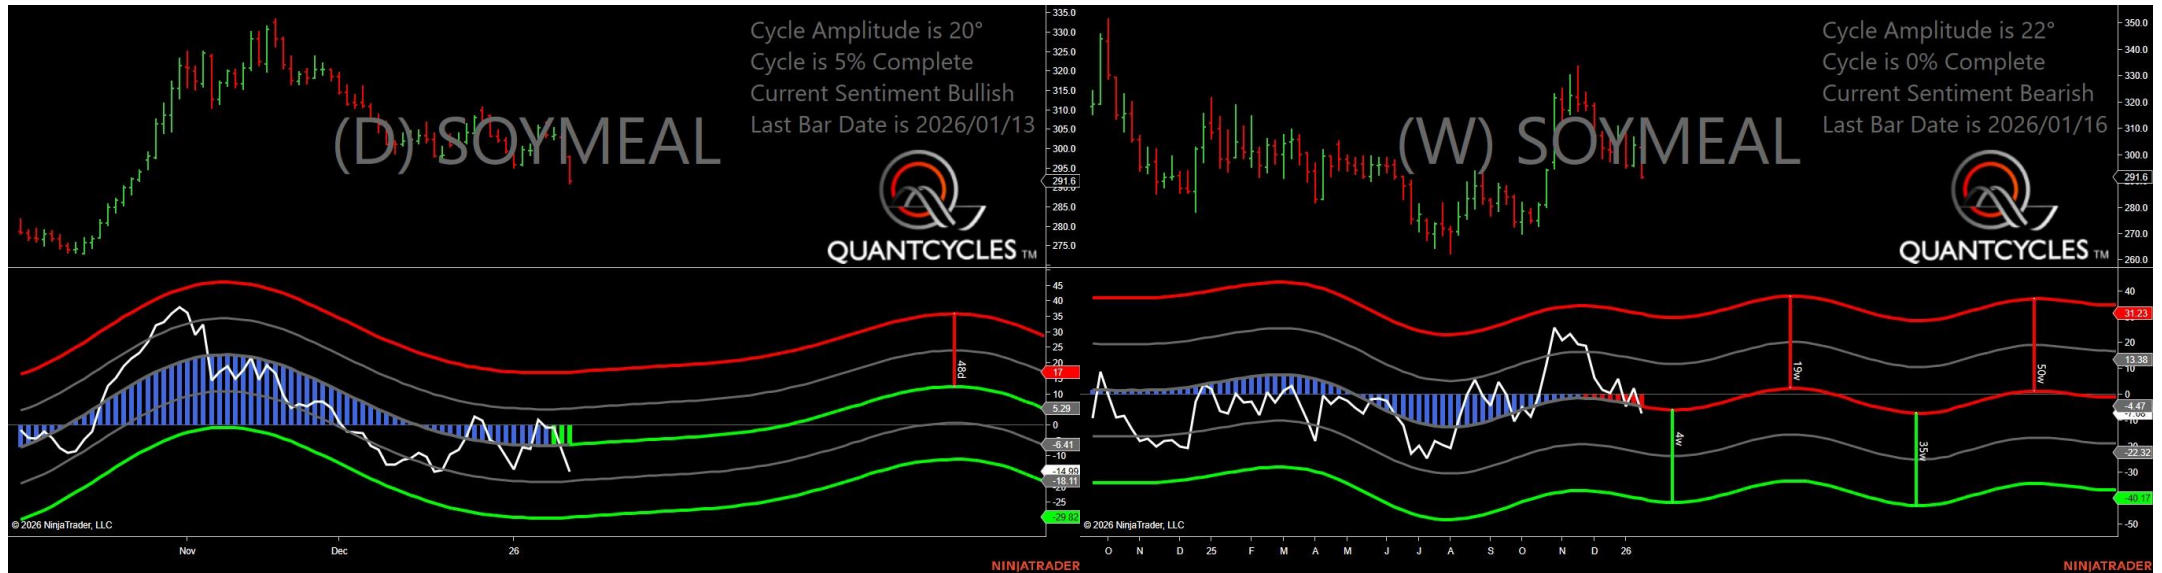 Cycle Amplitude is 20°
Cycle is 5% Complete
Current Sentiment Bullish
Last Bar Date is 2026/01/13
(D) SOYMEAL
QUANTCYCLES TM
335.0
330.0
325.0
320.0
315.0
310.0
305.0
300.0
295.0
291.6
285.0
280.0
275.0
45
40
35
30
25
20
17
10
5.29
0
-6.41
-10
-14.99
-18.11
-25
-29.82
48d
© 2026 NinjaTrader, LLC
Nov Dec 26
NINJATRADER
Cycle Amplitude is 22°
Cycle is 0% Complete
Current Sentiment Bearish
Last Bar Date is 2026/01/16
(W) SOYMEAL
QUANTCYCLES TM
350.0
340.0
330.0
320.0
310.0
300.0
291.6
280.0
270.0
260.0
40
31.23
20
13.38
0
-4.47
-22.32
-30
-40.17
-50
4w
19w
35w
50w
© 2026 NinjaTrader, LLC
O N D 25 F M A M J J A S O N D 26
NINJATRADER